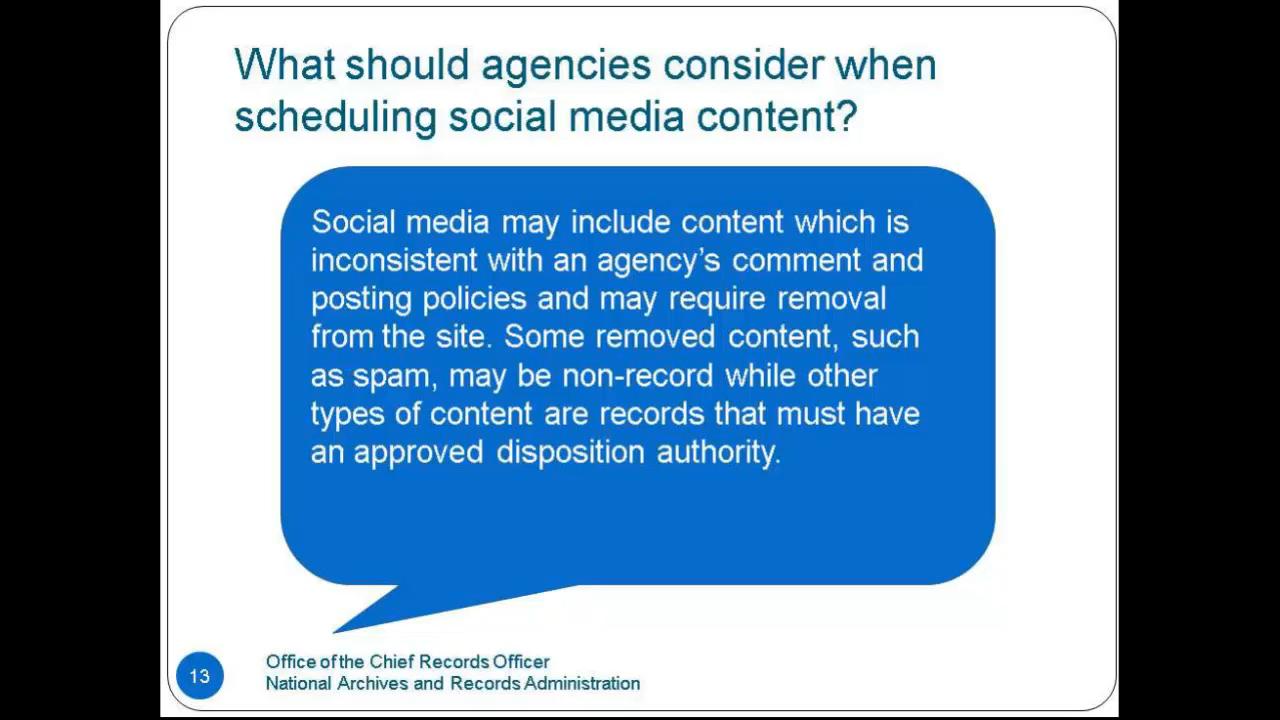 What should agencies consider when
scheduling social media content?
Social media may include content which is
inconsistent with an agency's comment and
posting policies and may require removal
from the site. Some removed content, such
as spam, may be non-record while other
types of content are records that must have
an approved disposition authority.
13
Office of the Chief Records Officer
National Archives and Records Administration